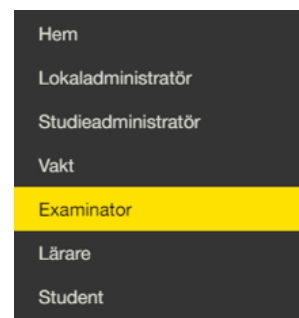 Hem
Lokaladministratör
Studieadministratör
Vakt
Examinator
Lärare
Student